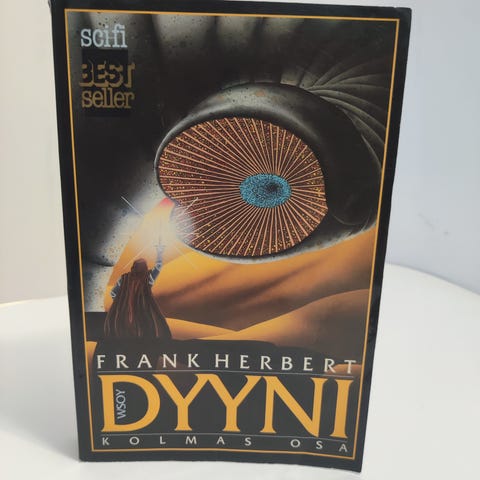 scifi
BEST
seller
FRANK HERBERT
WSOY
DYYNI
KOLMAS OSA